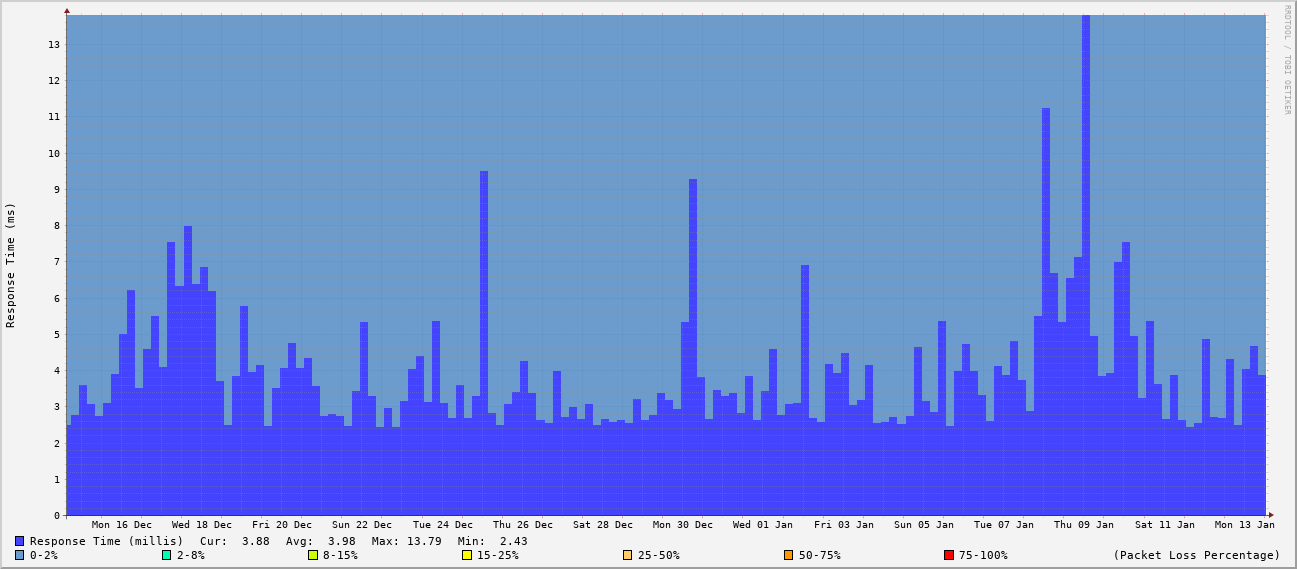 RRDTOOL / TOBI OETIKER
Response Time (ms)
13
12
11
10
9
8
7
6
5
4
3
2
1
0
Mon 16 Dec Wed 18 Dec Fri 20 Dec Sun 22 Dec Tue 24 Dec Thu 26 Dec Sat 28 Dec Mon 30 Dec Wed 01 Jan Fri 03 Jan Sun 05 Jan Tue 07 Jan Thu 09 Jan Sat 11 Jan Mon 13 Jan
Response Time (millis) Cur: 3.88 Avg: 3.98 Max: 13.79 Min: 2.43
0-2% 2-8% 8-15% 15-25% 25-50% 50-75% 75-100% (Packet Loss Percentage)